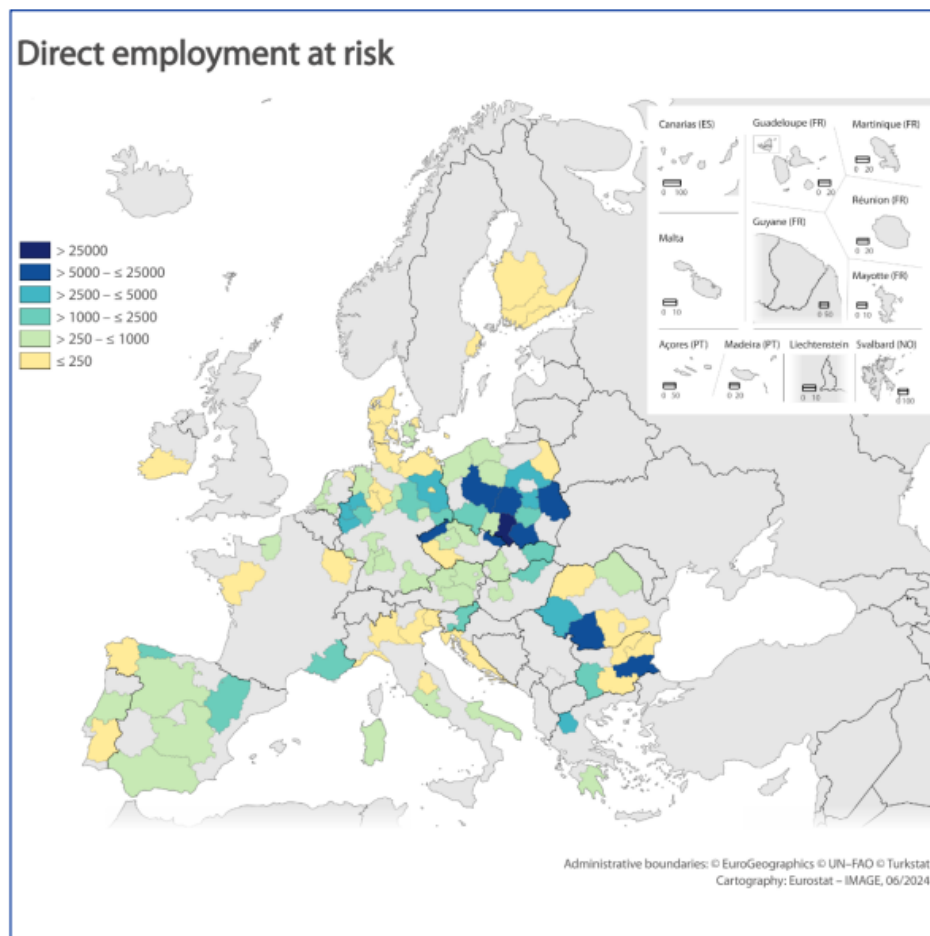 Direct employment at risk
Canarias (ES)
0 100
Guadeloupe (FR)
0 20
Martinique (FR)
0 20
Réunion (FR)
0 20
Guyane (FR)
0 50
Malta
0 10
Mayotte (FR)
0 10
Açores (PT)
0 50
Madeira (PT)
0 20
Liechtenstein
0 10
Svalbard (NO)
0 100
> 25000
> 5000 – ≤ 25000
> 2500 – ≤ 5000
> 1000 – ≤ 2500
> 250 – ≤ 1000
≤ 250
Administrative boundaries: © EuroGeographics © UN–FAO © Turkstat
Cartography: Eurostat – IMAGE, 06/2024